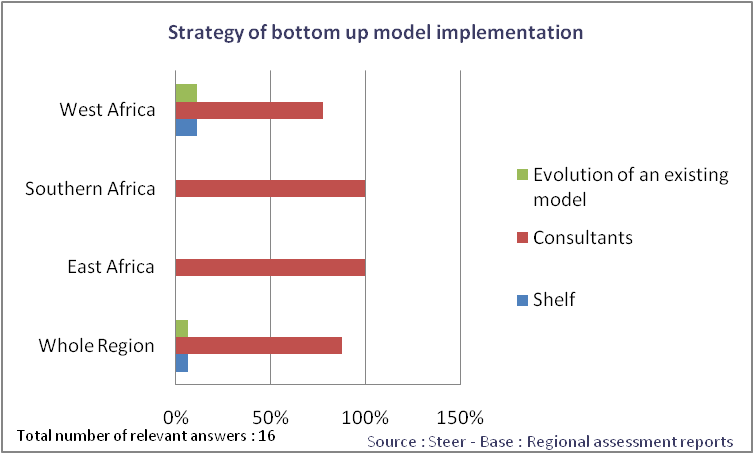 Strategy of bottom up model implementation
West Africa
Southern Africa
East Africa
Whole Region
Evolution of an existing
model
Consultants
Shelf
0% 50% 100% 150%
Total number of relevant answers : 16
Source : Steer - Base : Regional assessment reports